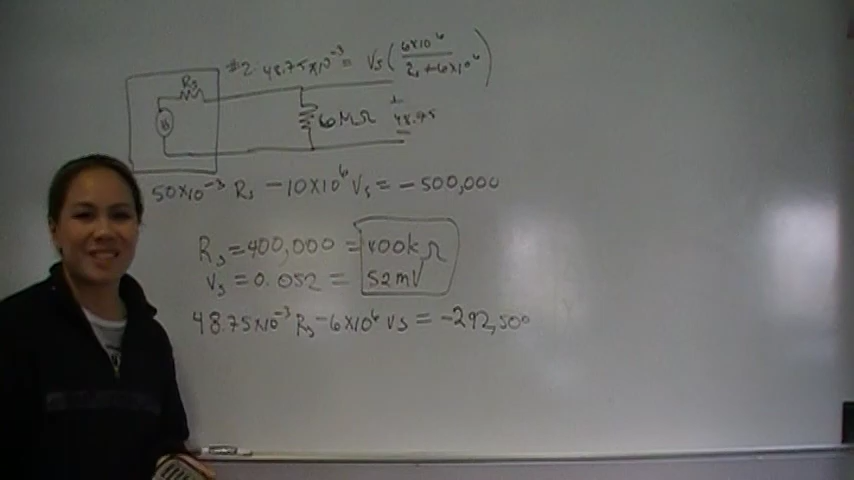 #2 48.75x10⁻³ = Vs (6x10⁶ / Rs + 6x10⁶)
Rs
Vs
6MΩ
+
48.75
−
50x10⁻³ Rs − 10x10⁶ Vs = −500,000
Rs = 400,000 = 400kΩ
Vs = 0.052 = 52mV
48.75x10⁻³ Rs − 6x10⁶ Vs = −292,500